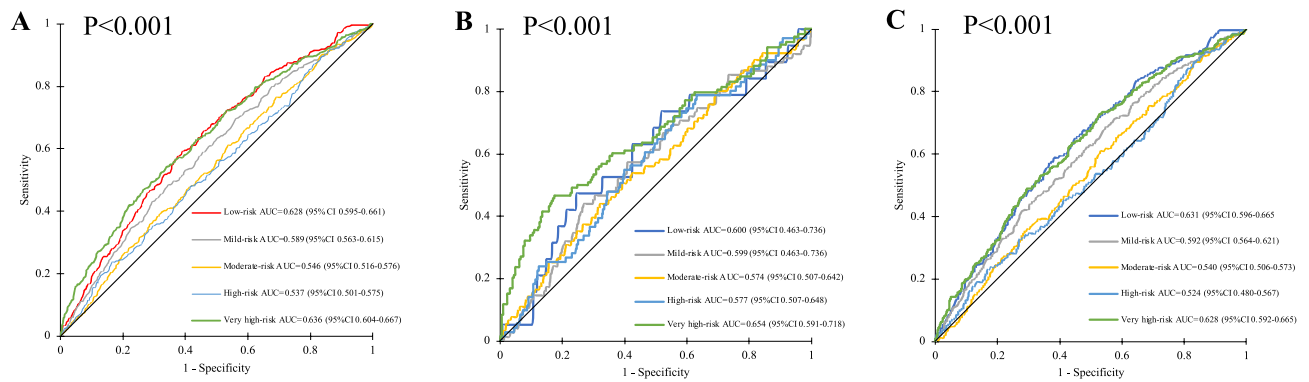 A
P<0.001
1
0.8
0.6
0.4
0.2
0
0
0.2
0.4
0.6
0.8
1
Sensitivity
1 - Specificity
Low-risk AUC=0.628 (95%CI 0.595-0.661)
Mild-risk AUC=0.589 (95%CI 0.563-0.615)
Moderate-risk AUC=0.546 (95%CI 0.516-0.576)
High-risk AUC=0.537 (95%CI 0.501-0.575)
Very high-risk AUC=0.636 (95%CI 0.604-0.667)
B
P<0.001
1
0.8
0.6
0.4
0.2
0
0
0.2
0.4
0.6
0.8
1
Sensitivity
1 - Specificity
Low-risk AUC=0.600 (95%CI 0.463-0.736)
Mild-risk AUC=0.599 (95%CI 0.463-0.736)
Moderate-risk AUC=0.574 (95%CI 0.507-0.642)
High-risk AUC=0.577 (95%CI 0.507-0.648)
Very high-risk AUC=0.654 (95%CI 0.591-0.718)
C
P<0.001
1
0.8
0.6
0.4
0.2
0
0
0.2
0.4
0.6
0.8
1
Sensitivity
1 - Specificity
Low-risk AUC=0.631 (95%CI 0.596-0.665
Mild-risk AUC=0.592 (95%CI 0.564-0.621)
Moderate-risk AUC=0.540 (95%CI 0.506-0.573)
High-risk AUC=0.524 (95%CI 0.480-0.567)
Very high-risk AUC=0.628 (95%CI 0.592-0.665)